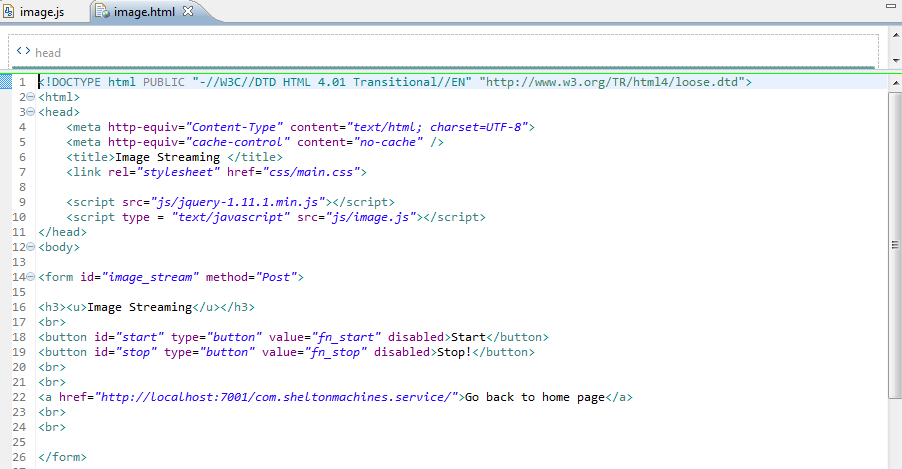 image.js image.html
<> head
1 <!DOCTYPE html PUBLIC "-//W3C//DTD HTML 4.01 Transitional//EN" "http://www.w3.org/TR/html4/loose.dtd">
2 <html>
3 <head>
4     <meta http-equiv="Content-Type" content="text/html; charset=UTF-8">
5     <meta http-equiv="cache-control" content="no-cache" />
6     <title>Image Streaming </title>
7     <link rel="stylesheet" href="css/main.css">
8
9     <script src="js/jquery-1.11.1.min.js"></script>
10     <script type = "text/javascript" src="js/image.js"></script>
11 </head>
12 <body>
13
14 <form id="image_stream" method="Post">
15
16 <h3><u>Image Streaming</u></h3>
17 <br>
18 <button id="start" type="button" value="fn_start" disabled>Start</button>
19 <button id="stop" type="button" value="fn_stop" disabled>Stop!</button>
20 <br>
21 <br>
22 <a href="http://localhost:7001/com.sheltonmachines.service/">Go back to home page</a>
23 <br>
24 <br>
25
26 </form>